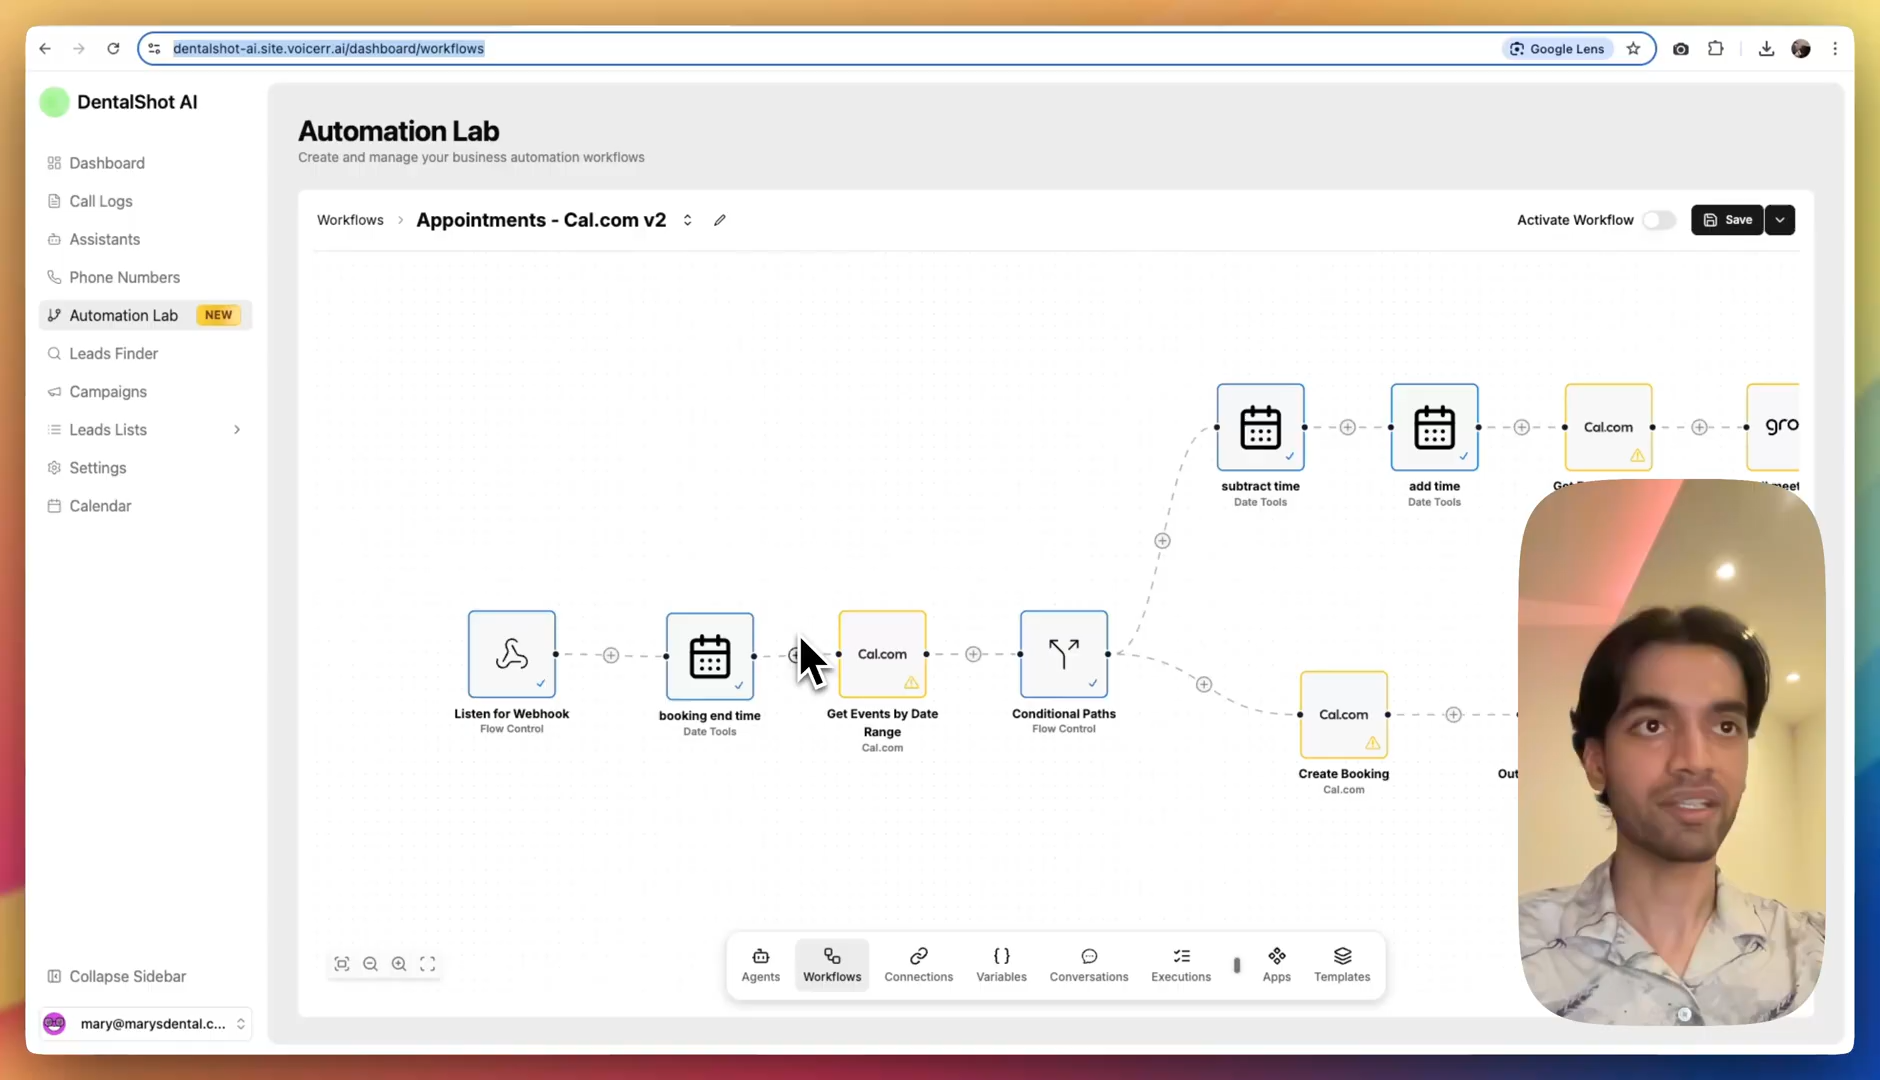 dentalshot-ai.site.voicerr.ai/dashboard/workflows
Google Lens
DentalShot AI
Dashboard
Call Logs
Assistants
Phone Numbers
Automation Lab NEW
Leads Finder
Campaigns
Leads Lists
Settings
Calendar
Collapse Sidebar
mary@marysdental.c...
Automation Lab
Create and manage your business automation workflows
Workflows > Appointments - Cal.com v2
Activate Workflow
Save
Cal.com
gro
subtract time
Date Tools
add time
Date Tools
Listen for Webhook
Flow Control
booking end time
Date Tools
Cal.com
Get Events by Date
Range
Cal.com
Conditional Paths
Flow Control
Cal.com
Create Booking
Cal.com
Out
Agents
Workflows
Connections
Variables
Conversations
Executions
Apps
Templates